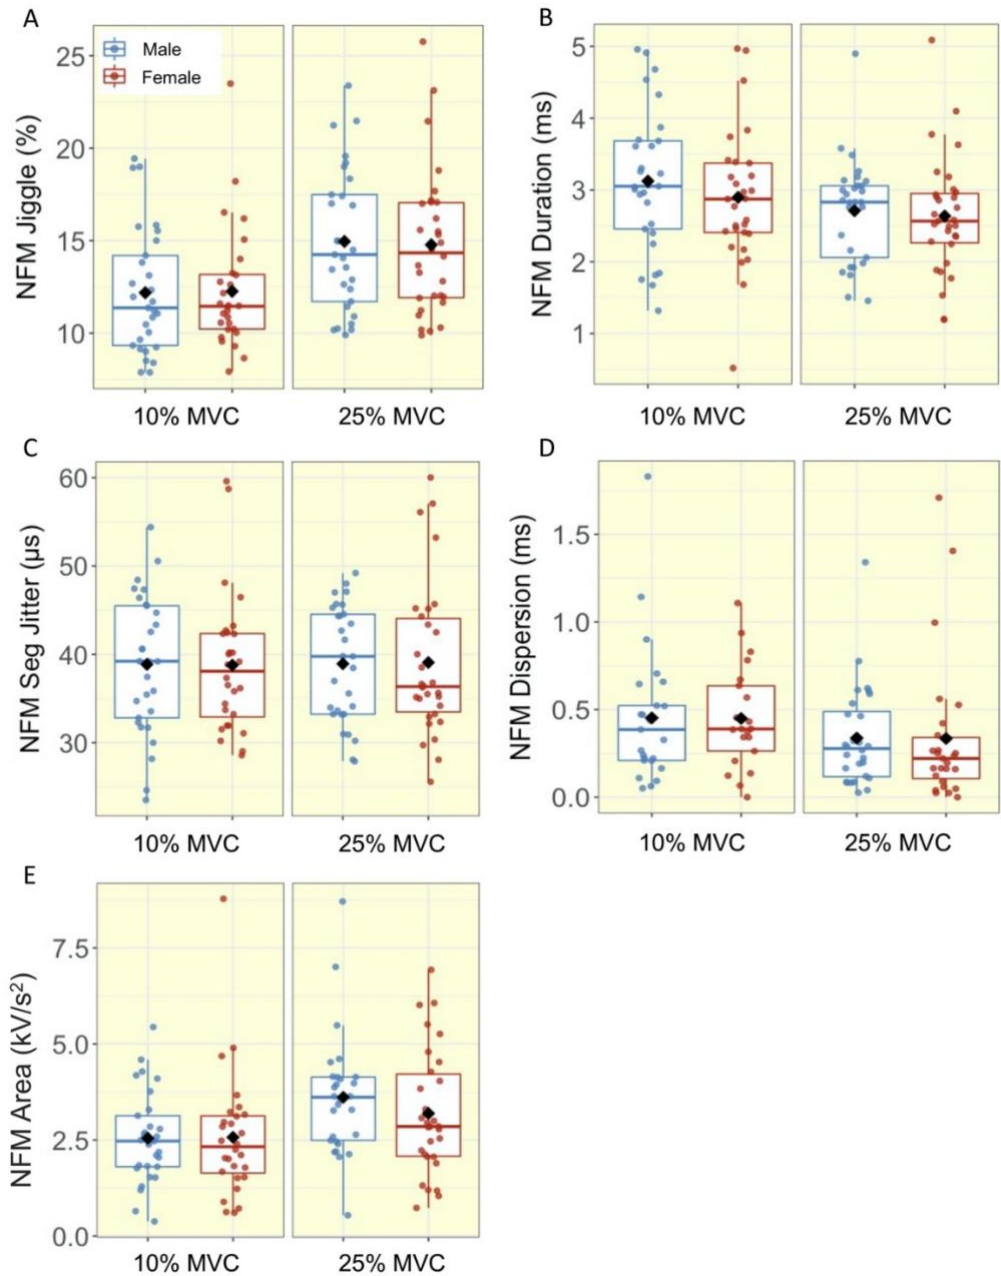 A
NFM Jiggle (%)
25
20
15
10
Male
Female
10% MVC
25% MVC
B
NFM Duration (ms)
5
4
3
2
1
10% MVC
25% MVC
C
NFM Seg Jitter (µs)
60
50
40
30
10% MVC
25% MVC
D
NFM Dispersion (ms)
1.5
1.0
0.5
0.0
10% MVC
25% MVC
E
NFM Area (kV/s²)
7.5
5.0
2.5
0.0
10% MVC
25% MVC